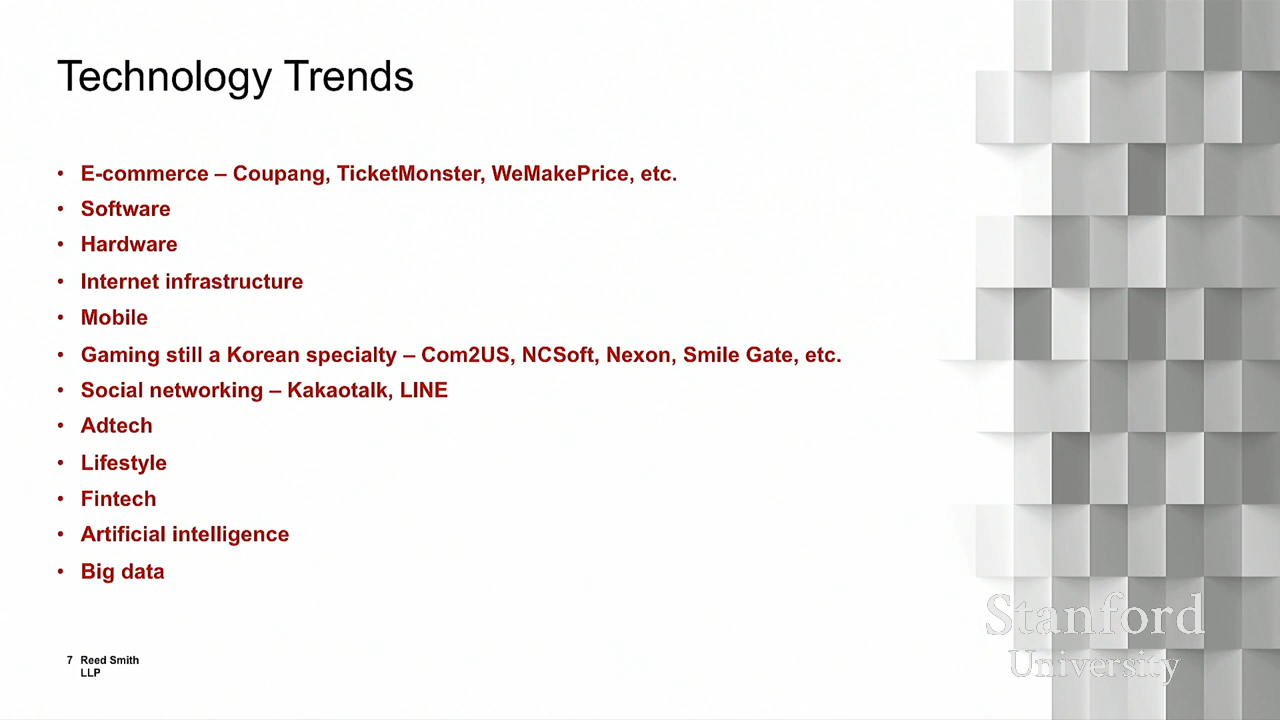 Technology Trends
• E-commerce – Coupang, TicketMonster, WeMakePrice, etc.
• Software
• Hardware
• Internet infrastructure
• Mobile
• Gaming still a Korean specialty – Com2US, NCSoft, Nexon, Smile Gate, etc.
• Social networking – Kakaotalk, LINE
• Adtech
• Lifestyle
• Fintech
• Artificial intelligence
• Big data
7 Reed Smith
LLP
Stanford
University